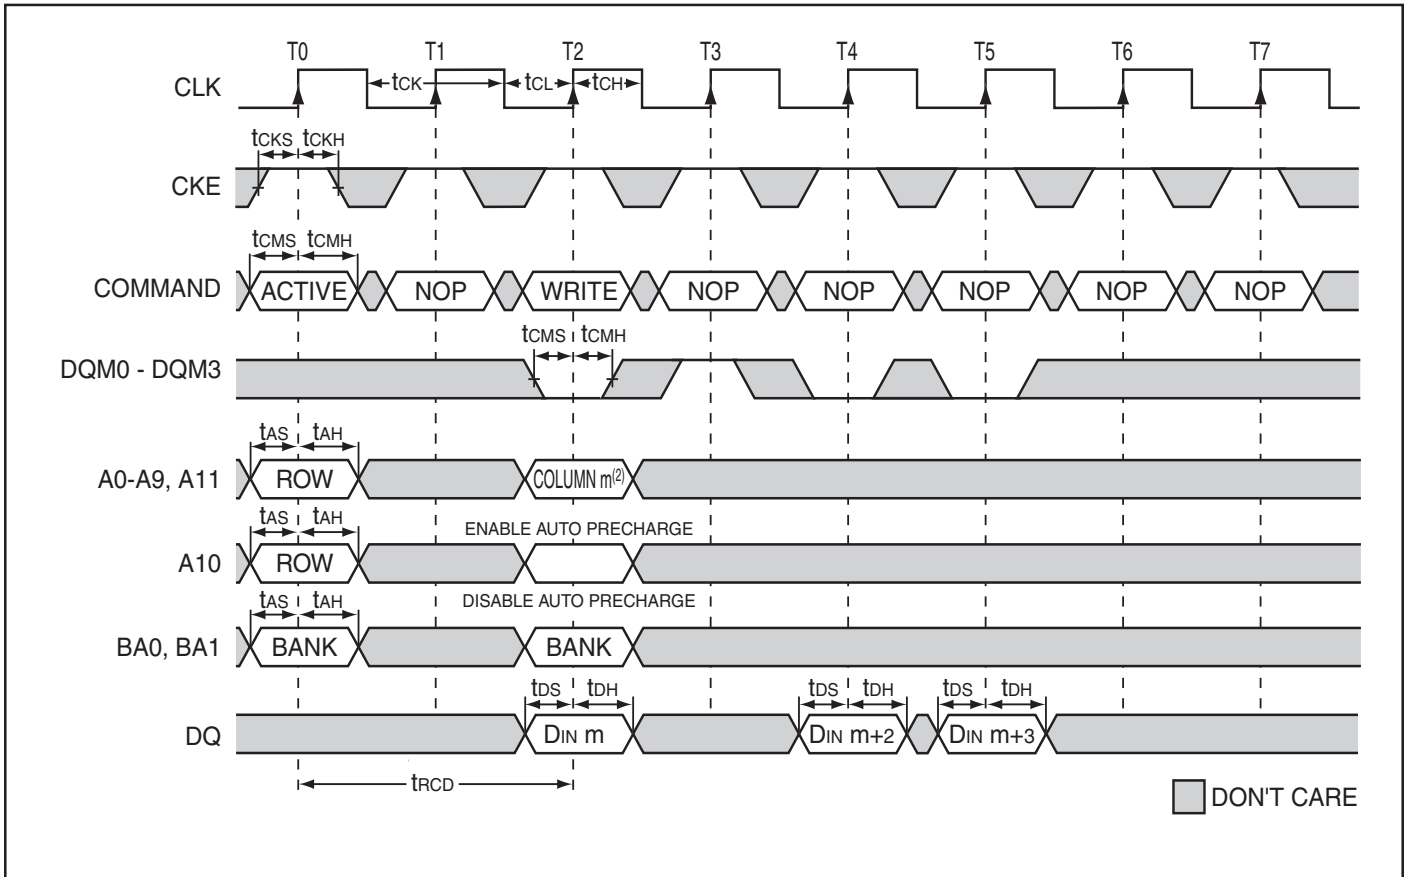 T0 T1 T2 T3 T4 T5 T6 T7
CLK tCK tCL tCH
tCKS tCKH
CKE
tCMS tCMH
COMMAND ACTIVE NOP WRITE NOP NOP NOP NOP NOP
tCMS tCMH
DQM0 - DQM3
tAS tAH
A0-A9, A11 ROW COLUMN m(2)
tAS tAH ENABLE AUTO PRECHARGE
A10 ROW
tAS tAH DISABLE AUTO PRECHARGE
BA0, BA1 BANK BANK
tDS tDH tDS tDH tDS tDH
DQ DIN m DIN m+2 DIN m+3
tRCD
DON'T CARE